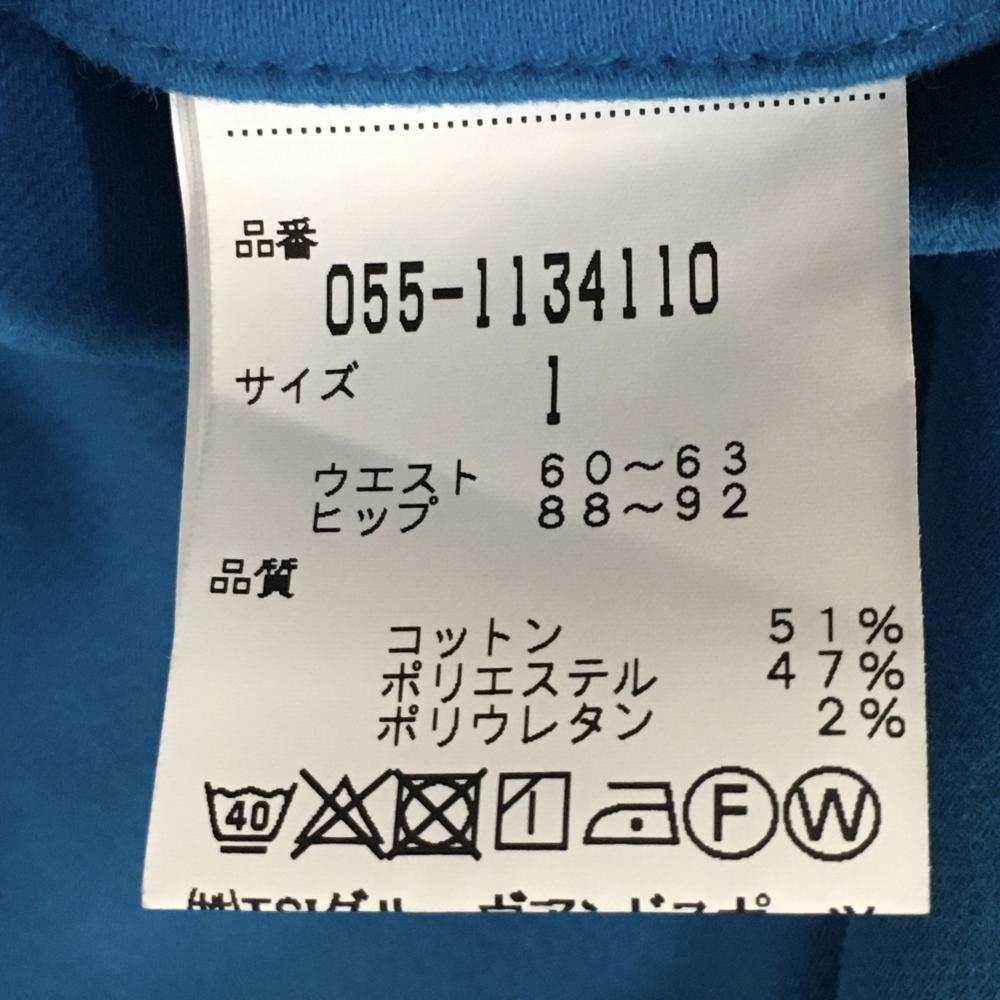 品番
055-1134110
サイズ 1
ウエスト 60～63
ヒップ 88～92
品質
コットン 51%
ポリエステル 47%
ポリウレタン 2%
40 F W